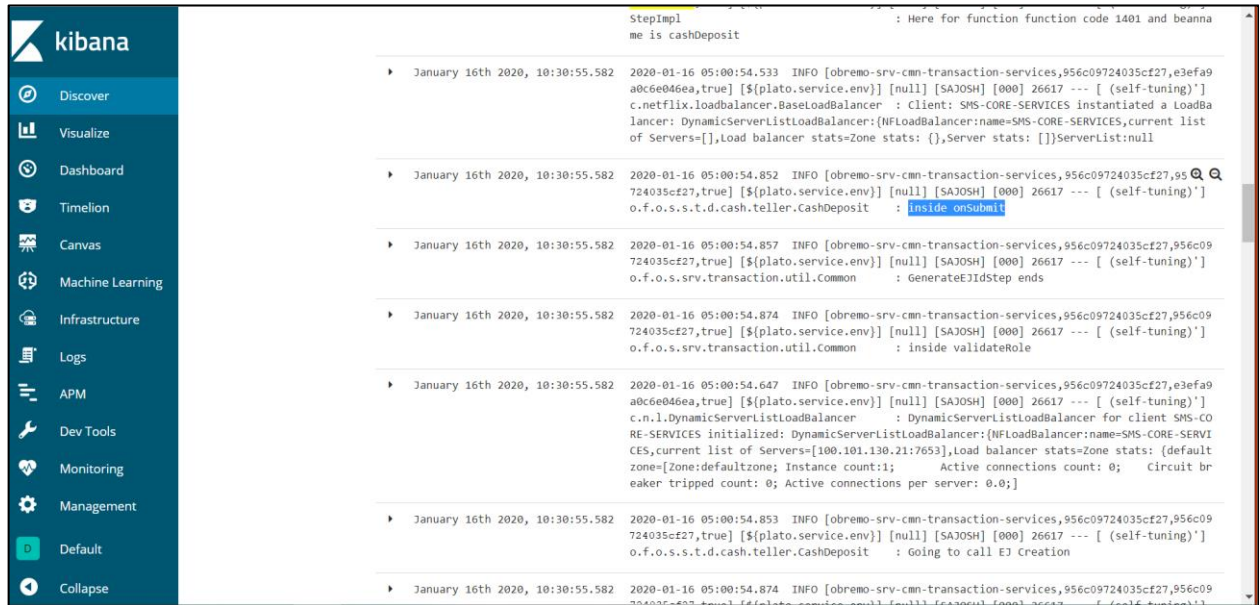 kibana
Discover
Visualize
Dashboard
Timelion
Canvas
Machine Learning
Infrastructure
Logs
APM
Dev Tools
Monitoring
Management
D Default
Collapse
StepImpl : Here for function function code 1401 and beanna
me is cashDeposit
January 16th 2020, 10:30:55.582 2020-01-16 05:00:54.533 INFO [obremo-srv-cmn-transaction-services,956c09724035cf27,e3efa9
a0c6e046ea,true] [${plato.service.env}] [null] [SAJOSH] [000] 26617 --- [ (self-tuning)']
c.netflix.loadbalancer.BaseLoadBalancer : Client: SMS-CORE-SERVICES instantiated a LoadBa
lancer: DynamicServerListLoadBalancer:{NFLoadBalancer:name=SMS-CORE-SERVICES,current list
of Servers=[],Load balancer stats=Zone stats: {},Server stats: []}ServerList:null
January 16th 2020, 10:30:55.582 2020-01-16 05:00:54.852 INFO [obremo-srv-cmn-transaction-services,956c09724035cf27,95
724035cf27,true] [${plato.service.env}] [null] [SAJOSH] [000] 26617 --- [ (self-tuning)']
o.f.o.s.s.t.d.cash.teller.CashDeposit : inside onSubmit
January 16th 2020, 10:30:55.582 2020-01-16 05:00:54.857 INFO [obremo-srv-cmn-transaction-services,956c09724035cf27,956c09
724035cf27,true] [${plato.service.env}] [null] [SAJOSH] [000] 26617 --- [ (self-tuning)']
o.f.o.s.srv.transaction.util.Common : GenerateEJIdStep ends
January 16th 2020, 10:30:55.582 2020-01-16 05:00:54.874 INFO [obremo-srv-cmn-transaction-services,956c09724035cf27,956c09
724035cf27,true] [${plato.service.env}] [null] [SAJOSH] [000] 26617 --- [ (self-tuning)']
o.f.o.s.srv.transaction.util.Common : inside validateRole
January 16th 2020, 10:30:55.582 2020-01-16 05:00:54.647 INFO [obremo-srv-cmn-transaction-services,956c09724035cf27,e3efa9
a0c6e046ea,true] [${plato.service.env}] [null] [SAJOSH] [000] 26617 --- [ (self-tuning)']
c.n.l.DynamicServerListLoadBalancer : DynamicServerListLoadBalancer for client SMS-CO
RE-SERVICES initialized: DynamicServerListLoadBalancer:{NFLoadBalancer:name=SMS-CORE-SERVI
CES,current list of Servers=[100.101.130.21:7653],Load balancer stats=Zone stats: {default
zone=[Zone:defaultzone; Instance count:1; Active connections count: 0; Circuit br
eaker tripped count: 0; Active connections per server: 0.0;]
January 16th 2020, 10:30:55.582 2020-01-16 05:00:54.853 INFO [obremo-srv-cmn-transaction-services,956c09724035cf27,956c09
724035cf27,true] [${plato.service.env}] [null] [SAJOSH] [000] 26617 --- [ (self-tuning)']
o.f.o.s.s.t.d.cash.teller.CashDeposit : Going to call EJ Creation
January 16th 2020, 10:30:55.582 2020-01-16 05:00:54.874 INFO [obremo-srv-cmn-transaction-services,956c09724035cf27,956c09